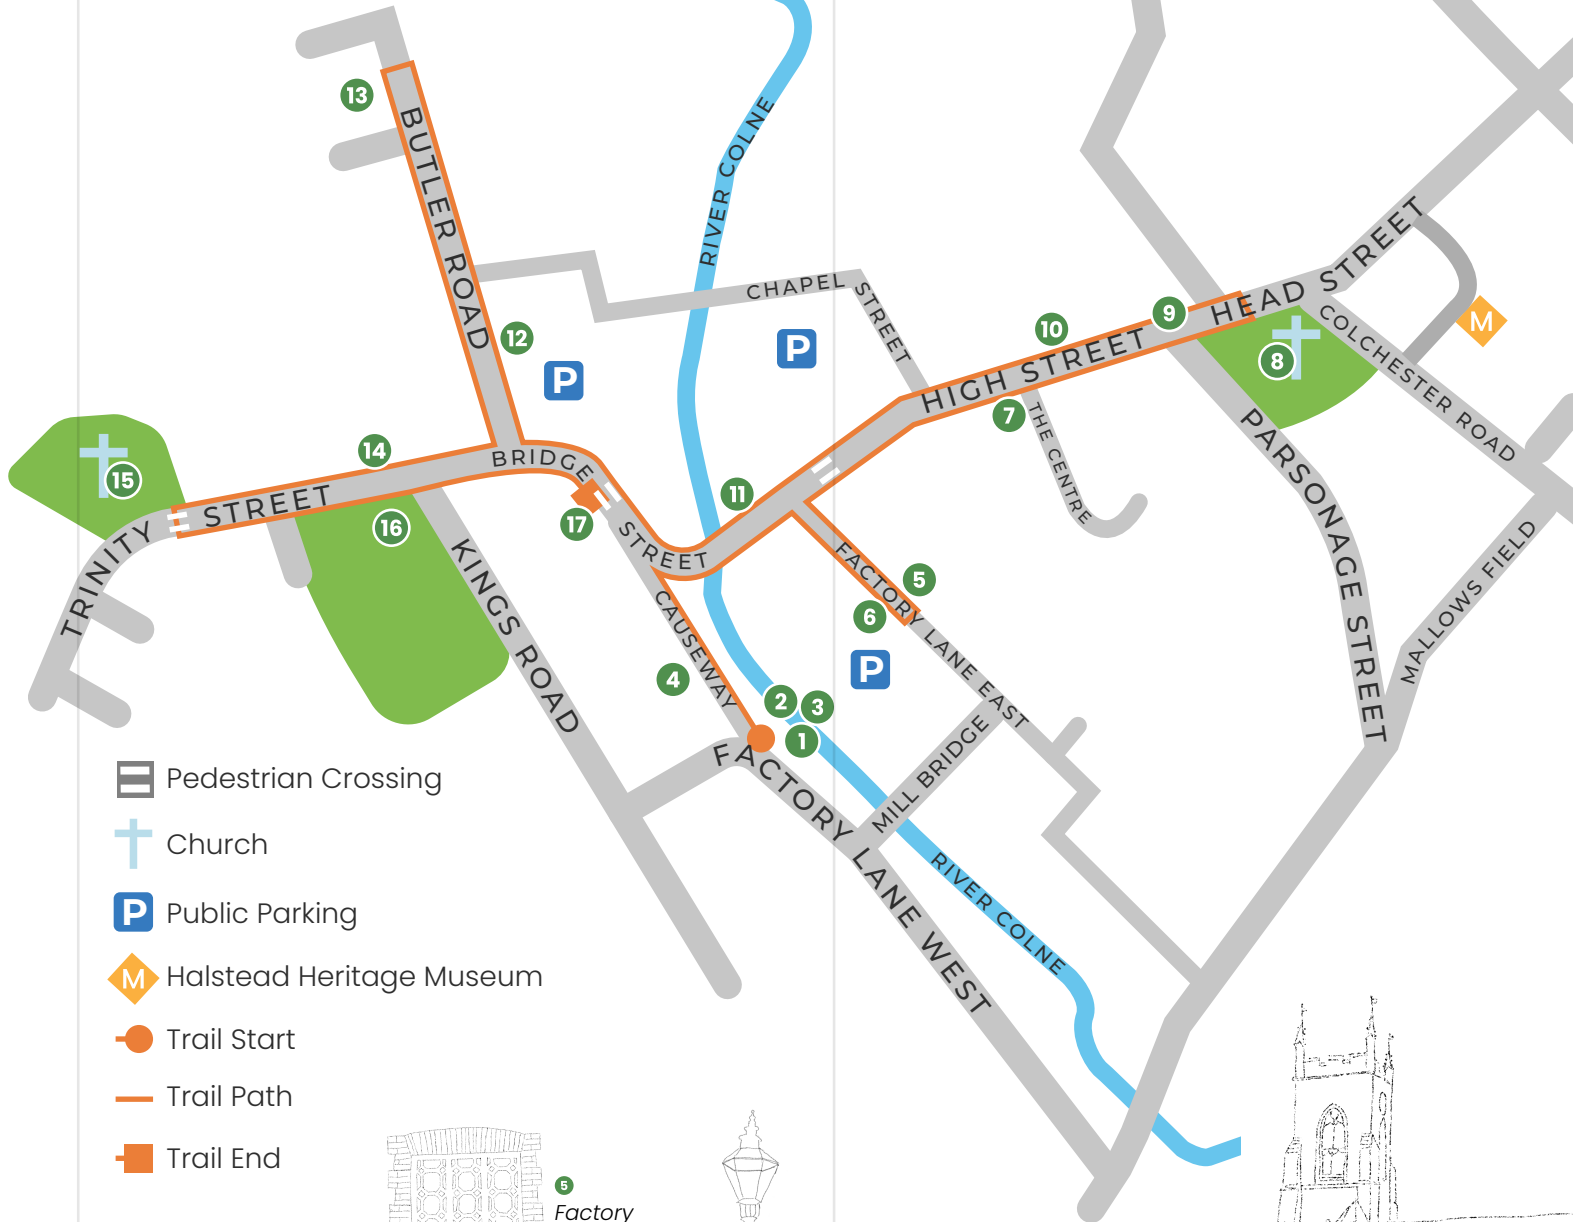 13
BUTLER ROAD
RIVER COLNE
12
P
CHAPEL STREET
P
10
9
HEAD STREET
M
HIGH STREET
7
8
COLCHESTER ROAD
THE CENTRE
PARSONAGE STREET
MALLOWS FIELD
14
15
TRINITY STREET
16
BRIDGE STREET
17
11
KINGS ROAD
CAUSEWAY
4
FACTORY LANE EAST
5
6
P
2
3
1
MILL BRIDGE
FACTORY LANE WEST
RIVER COLNE
Pedestrian Crossing
Church
P Public Parking
M Halstead Heritage Museum
Trail Start
Trail Path
Trail End
5
Factory